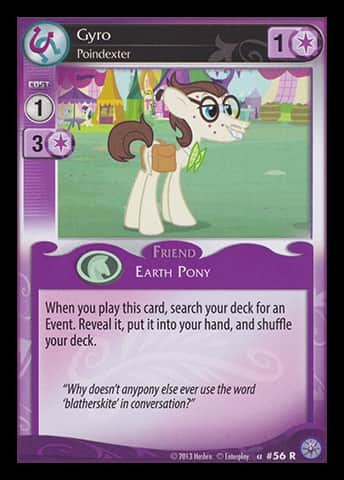 Gyro
Poindexter
1
COST
1
3
FRIEND
EARTH PONY
When you play this card, search your deck for an
Event. Reveal it, put it into your hand, and shuffle
your deck.
“Why doesn’t anypony else ever use the word
‘blatherskite’ in conversation?”
© 2013 Hasbro © Enterplay α #56 R